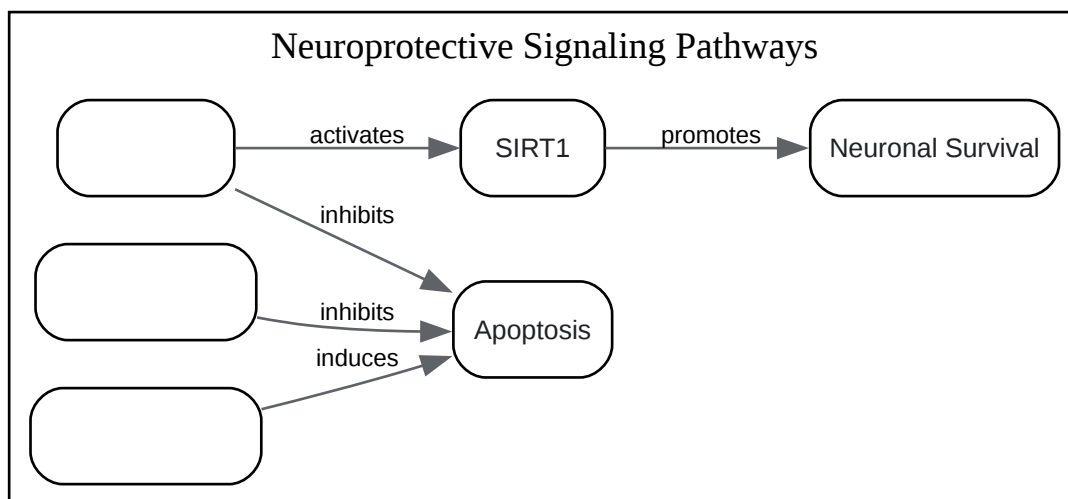 Neuroprotective Signaling Pathways
activates
SIRT1
promotes
Neuronal Survival
inhibits
inhibits
Apoptosis
induces